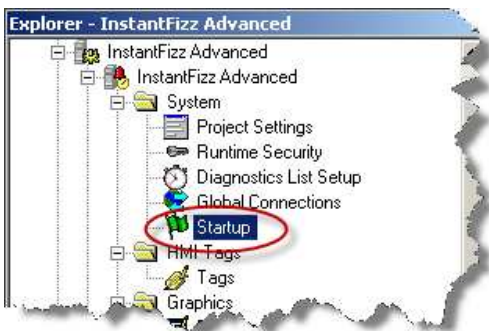 Explorer - InstantFizz Advanced
InstantFizz Advanced
InstantFizz Advanced
System
Project Settings
Runtime Security
Diagnostics List Setup
Global Connections
Startup
HMI Tags
Tags
Graphics